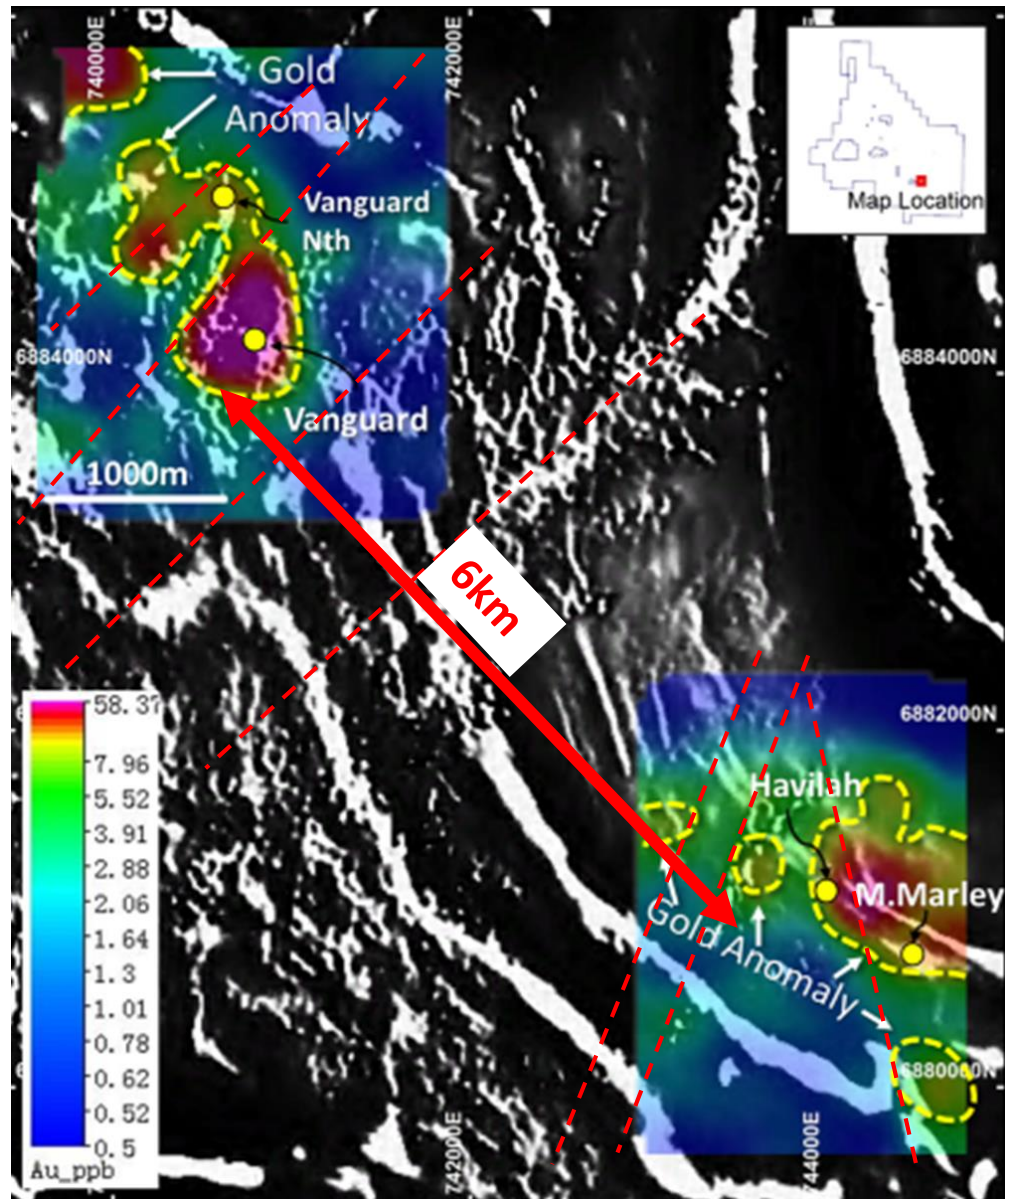 7400000E
7420000E
Gold
Anomaly
Map Location
Vanguard
Nth
6884000N
6884000N
Vanguard
1000m
6km
58.37
7.96
5.52
3.91
2.88
2.06
1.64
1.3
1.01
0.78
0.62
0.52
0.5
Au_ppb
6882000N
Havilah
M.Marley
Gold Anomaly
6880000N
742000E
744000E